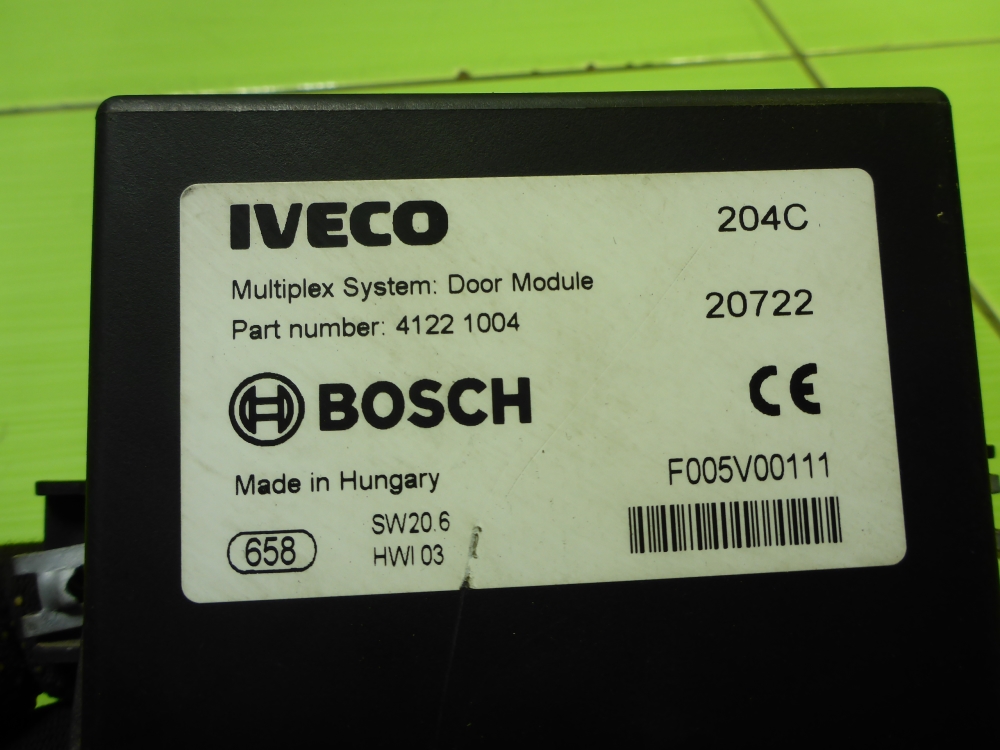 IVECO
204C
Multiplex System: Door Module
20722
Part number: 4122 1004
BOSCH
CE
Made in Hungary
F005V00111
658
SW20.6
HWI 03